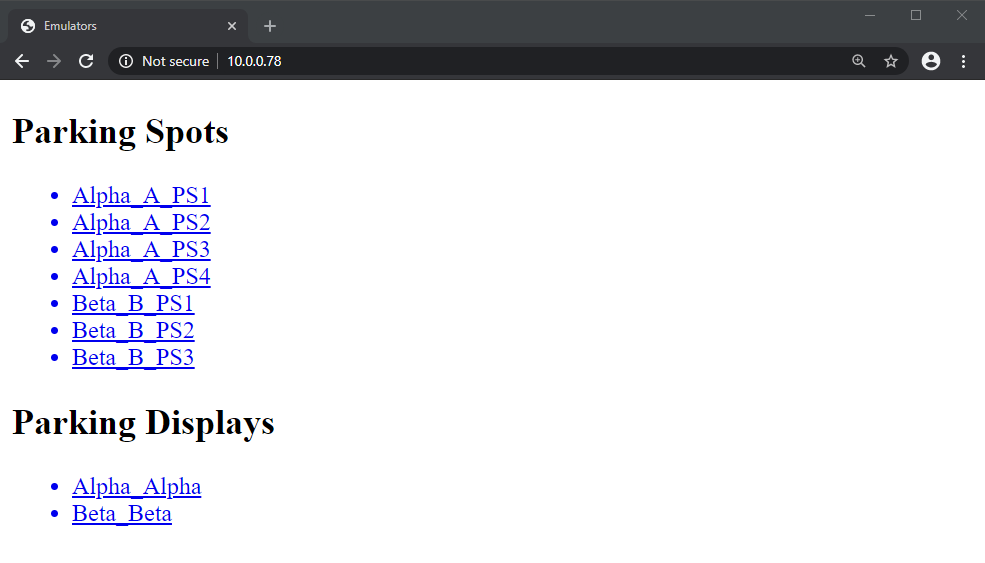 Emulators
Not secure 10.0.0.78
Parking Spots
Alpha_A_PS1
Alpha_A_PS2
Alpha_A_PS3
Alpha_A_PS4
Beta_B_PS1
Beta_B_PS2
Beta_B_PS3
Parking Displays
Alpha_Alpha
Beta_Beta